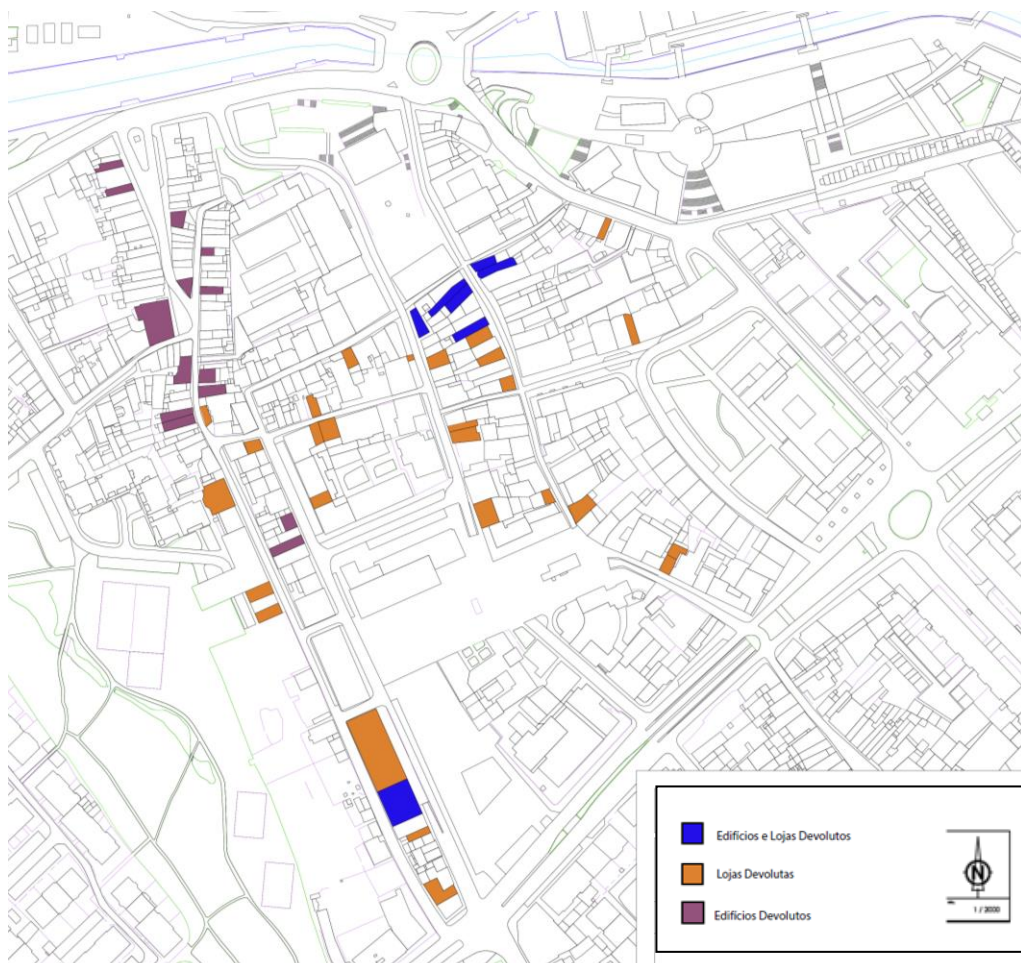 Edifícios e Lojas Devolutos
Lojas Devolutas
N
Edifícios Devolutos
1 / 3000